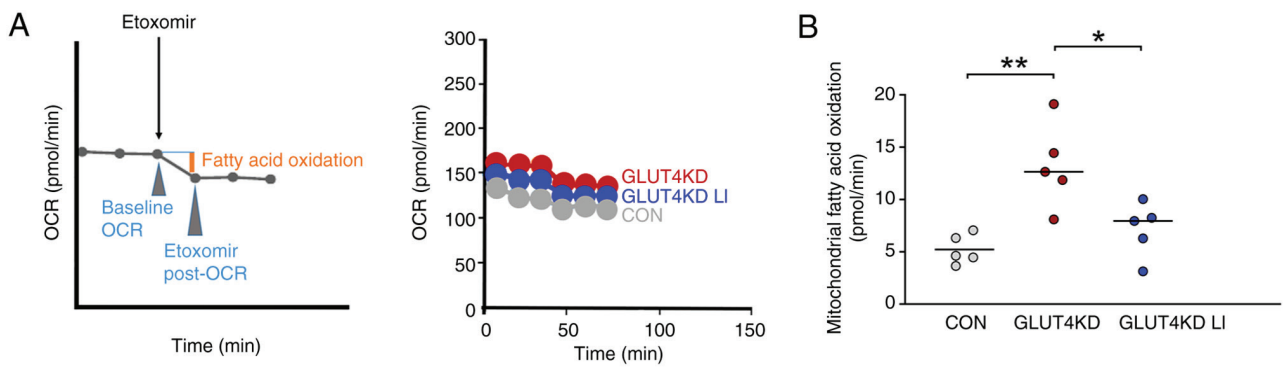 A
Etoxomir
OCR (pmol/min)
Fatty acid oxidation
Baseline
OCR
Etoxomir
post-OCR
Time (min)
OCR (pmol/min)
300
250
200
150
100
50
0
GLUT4KD
GLUT4KD LI
CON
0
50
100
150
Time (min)
B
Mitochondrial fatty acid oxidation
(pmol/min)
**
*
20
15
10
5
0
CON
GLUT4KD
GLUT4KD LI